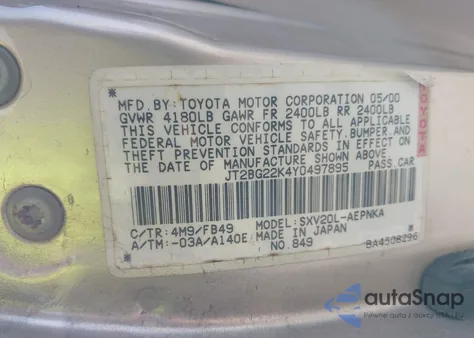 MFD. BY: TOYOTA MOTOR CORPORATION 05/00
GVWR 4180LB GAWR FR 2400LB RR 2400LB
THIS VEHICLE CONFORMS TO ALL APPLICABLE
FEDERAL MOTOR VEHICLE SAFETY, BUMPER, AND
THEFT PREVENTION STANDARDS IN EFFECT ON
THE DATE OF MANUFACTURE SHOWN ABOVE.
JT2BG22K4Y0497895 PASS. CAR
C/TR: 4M9/FB49 MODEL: SXV20L-AEPNKA
A/TM: -03A/A140E MADE IN JAPAN
NO. 849 BA4508296
TOYOTA
autoSnap